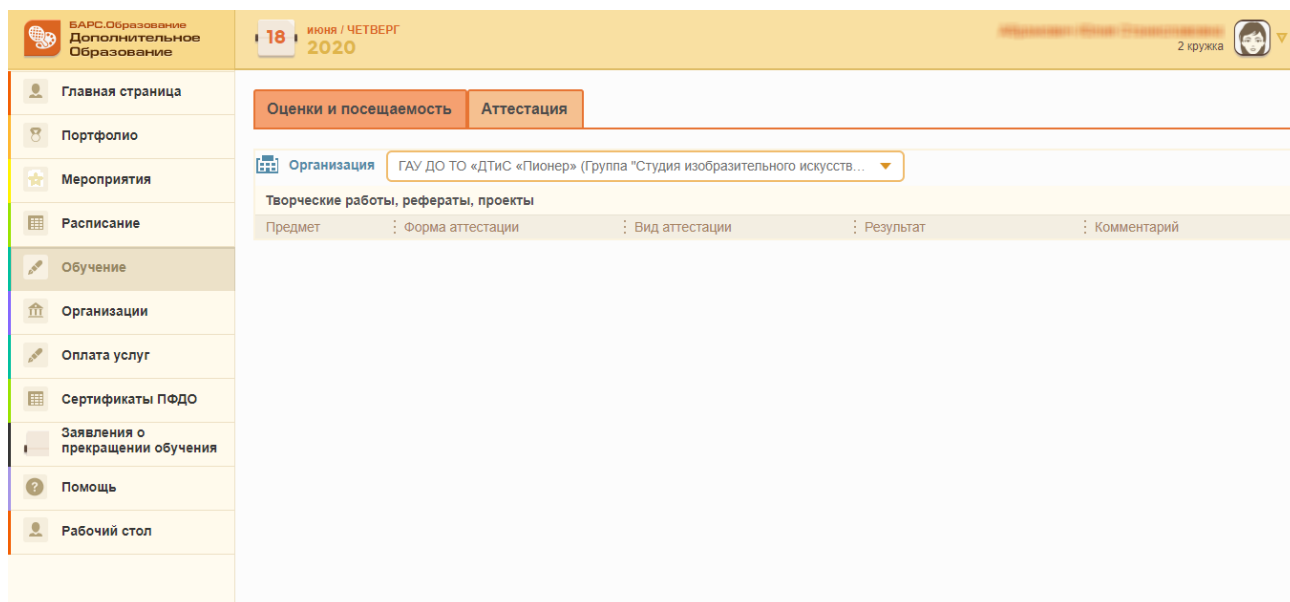 БАРС.Образование
Дополнительное
Образование
18
июня / ЧЕТВЕРГ
2020
2 кружка
Главная страница
Портфолио
Мероприятия
Расписание
Обучение
Организации
Оплата услуг
Сертификаты ПФДО
Заявления о
прекращении обучения
Помощь
Рабочий стол
Оценки и посещаемость
Аттестация
Организация
ГАУ ДО ТО «ДТиС «Пионер» (Группа "Студия изобразительного искусств...
Творческие работы, рефераты, проекты
Предмет
Форма аттестации
Вид аттестации
Результат
Комментарий